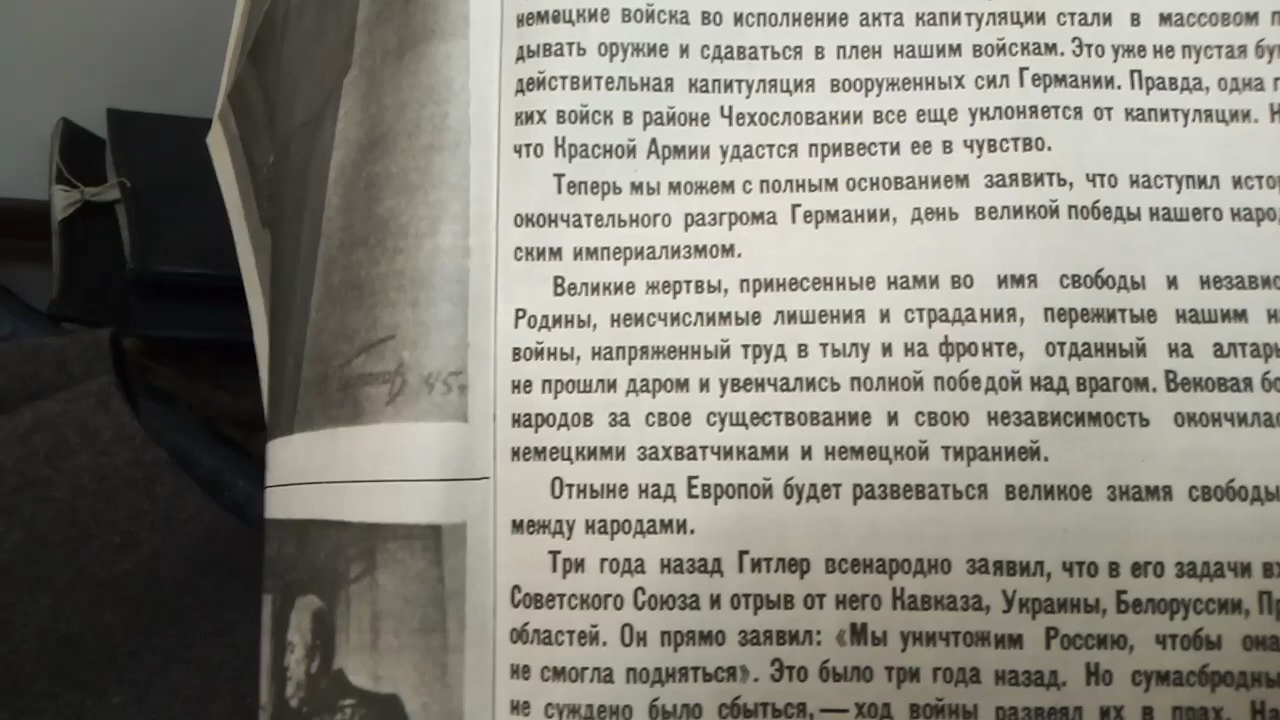 немецкие войска во исполнение акта капитуляции стали в массовом
дывать оружие и сдаваться в плен нашим войскам. Это уже не пустая
действительная капитуляция вооруженных сил Германии. Правда, одна
ких войск в районе Чехословакии все еще уклоняется от капитуляции.
что Красной Армии удастся привести ее в чувство.
Теперь мы можем с полным основанием заявить, что наступил
окончательного разгрома Германии, день великой победы нашего
ским империализмом.
Великие жертвы, принесенные нами во имя свободы и
Родины, неисчислимые лишения и страдания, пережитые нашим
войны, напряженный труд в тылу и на фронте, отданный на алтарь
не прошли даром и увенчались полной победой над врагом. Вековая
народов за свое существование и свою независимость
немецкими захватчиками и немецкой тиранией.
Отныне над Европой будет развеваться великое знамя свободы
между народами.
Три года назад Гитлер всенародно заявил, что в его задачи
Советского Союза и отрыв от него Кавказа, Украины, Белоруссии,
областей. Он прямо заявил: «Мы уничтожим Россию, чтобы она
не смогла подняться». Это было три года назад. Но
не суждено было сбыться,—ход войны развеял их в прах.
45г